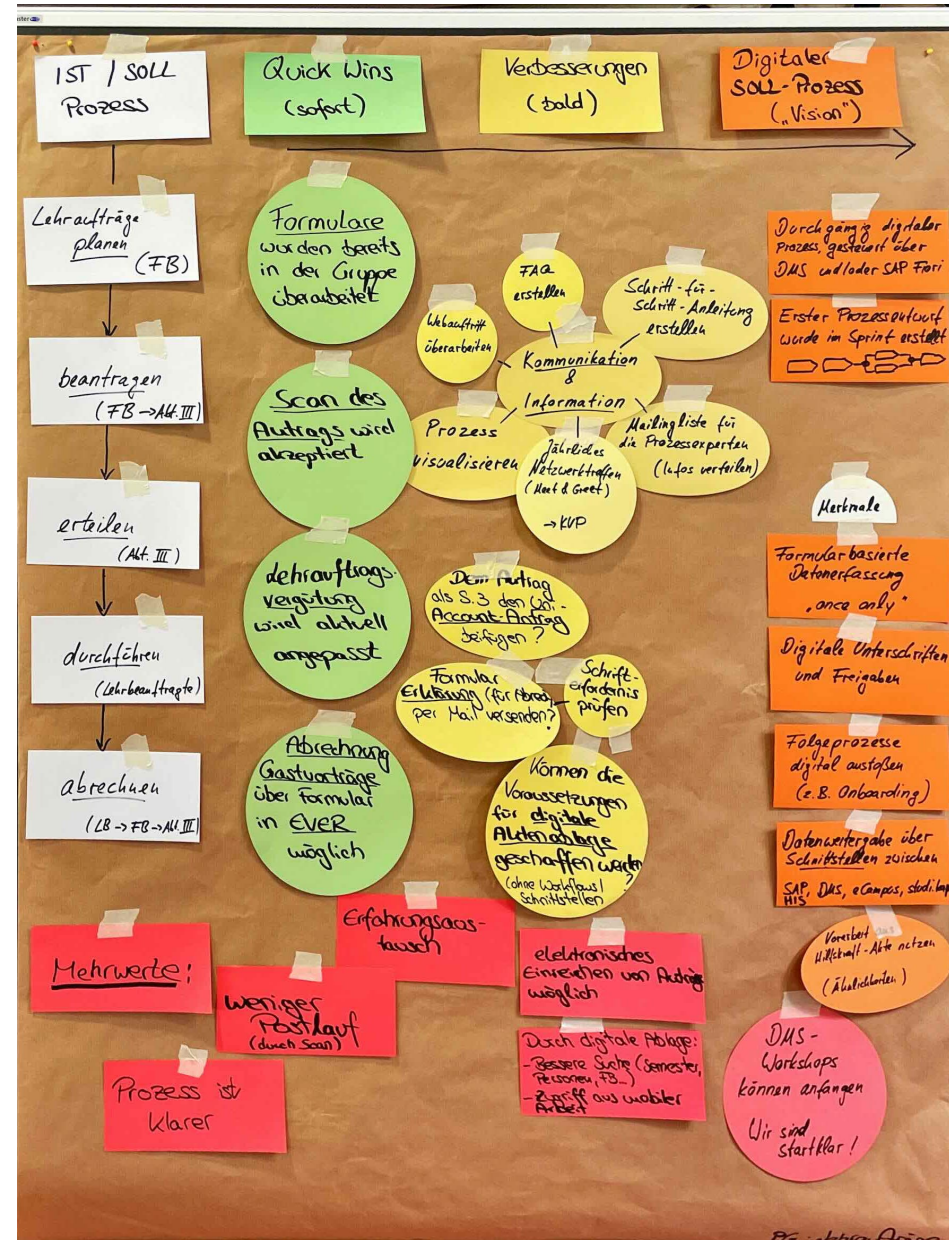 IST / SOLL
Prozess
Quick Wins
(sofort)
Verbesserungen
(bald)
Digitaler
SOLL-Prozess
("Vision")
Lehraufträge
planen
(FB)
beantragen
(FB → Abt. III)
erteilen
(Abt. III)
durchführen
(Lehrbeauftragte)
abrechnen
(LB → FB → Abt. III)
Formulare
wurden bereits
in der Gruppe
überarbeitet
Scan des
Antrags wird
akzeptiert
Lehrauftrags-
vergütung
wird aktuell
angepasst
Abrechnung
Gastvorträge
über Formular
in EVER
möglich
FAQ
erstellen
Webauftritt
überarbeiten
Schritt-für-
Schritt-Anleitung
erstellen
Kommunikation
&
Information
Prozess
visualisieren
Jährliches
Netzwerktreffen
(Meet & Greet)
→ KVP
Mailingliste für
die Prozessexperten
(Infos verteilen)
Dem Antrag
als S. 3 den Uni-
Account-Antrag
beifügen?
Formular
Erklärung (für Abred
per Mail versenden?
Schrift-
erfordernis
prüfen
Können die
Voraussetzungen
für digitale
Aktenablage
geschaffen werden
?
(ohne Workflows/
Schnittstellen
Durchgängig digitaler
Prozess, gesteuert über
DMS und/oder SAP Fiori
Erster Prozessentwurf
wurde im Sprint erstellt
Merkmale
Formularbasierte
Datenerfassung
"once only"
Digitale Unterschriften
und Freigaben
Folgeprozesse
digital anstoßen
(z.B. Onboarding)
Datenweitergabe über
Schnittstellen zwischen
SAP, DMS, eCampus, studi.
HIS
Vorarbeit
Hilfskraft-Akte nutzen
(Ähnlichkeiten)
Mehrwerte:
Erfahrungsaus-
tausch
weniger
Postlauf
(durch Scan)
Prozess ist
klarer
elektronisches
Einreichen von Anträge
möglich
Durch digitale Ablage:
- Bessere Suche (Semester,
Personen, FB...)
- Zugriff aus mobiler
Arbeit
DMS-
Workshops
können anfangen
Wir sind
startklar!